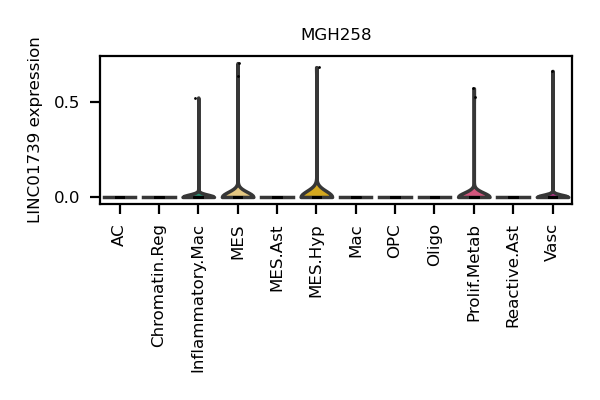 MGH258
LINC01739 expression
0.5
0.0
AC
Chromatin.Reg
Inflammatory.Mac
MES
MES.Ast
MES.Hyp
Mac
OPC
Oligo
Prolif.Metab
Reactive.Ast
Vasc